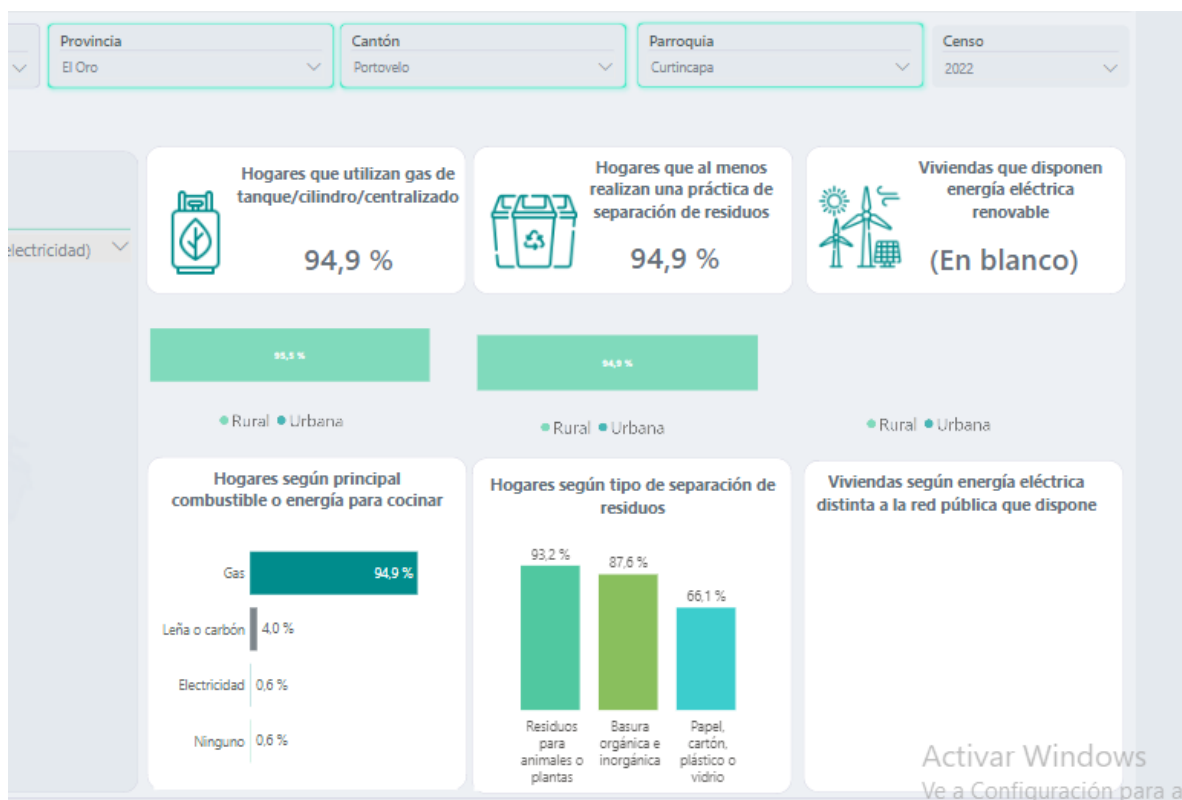 Provincia
El Oro
Cantón
Portovelo
Parroquia
Curtincapa
Censo
2022
electricidad)
Hogares que utilizan gas de
tanque/cilindro/centralizado
94,9 %
Hogares que al menos
realizan una práctica de
separación de residuos
94,9 %
Viviendas que disponen
energía eléctrica
renovable
(En blanco)
95,5 %
94,9 %
Rural Urbana
Rural Urbana
Rural Urbana
Hogares según principal
combustible o energía para cocinar
Gas 94,9 %
Leña o carbón 4,0 %
Electricidad 0,6 %
Ninguno 0,6 %
Hogares según tipo de separación de
residuos
93,2 %
87,6 %
66,1 %
Residuos
para
animales o
plantas
Basura
orgánica e
inorgánica
Papel,
cartón,
plástico o
vidrio
Viviendas según energía eléctrica
distinta a la red pública que dispone
Activar Windows
Ve a Configuración para a